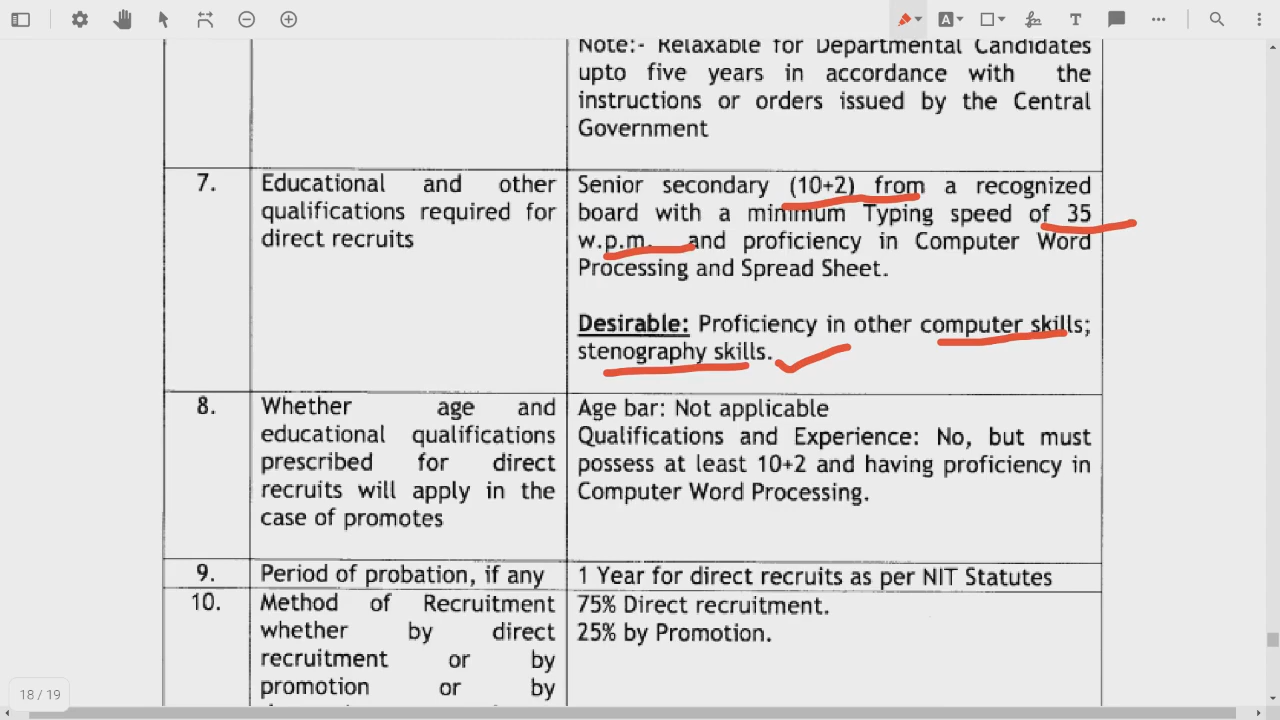 Note:- Relaxable for Departmental Candidates
upto five years in accordance with the
instructions or orders issued by the Central
Government
7.
Educational and other
qualifications required for
direct recruits
Senior secondary (10+2) from a recognized
board with a minimum Typing speed of 35
w.p.m. and proficiency in Computer Word
Processing and Spread Sheet.
Desirable: Proficiency in other computer skills;
stenography skills.
8.
Whether age and
educational qualifications
prescribed for direct
recruits will apply in the
case of promotes
Age bar: Not applicable
Qualifications and Experience: No, but must
possess at least 10+2 and having proficiency in
Computer Word Processing.
9.
Period of probation, if any
1 Year for direct recruits as per NIT Statutes
10.
Method of Recruitment
whether by direct
recruitment or by
promotion or by
75% Direct recruitment.
25% by Promotion.
18 / 19